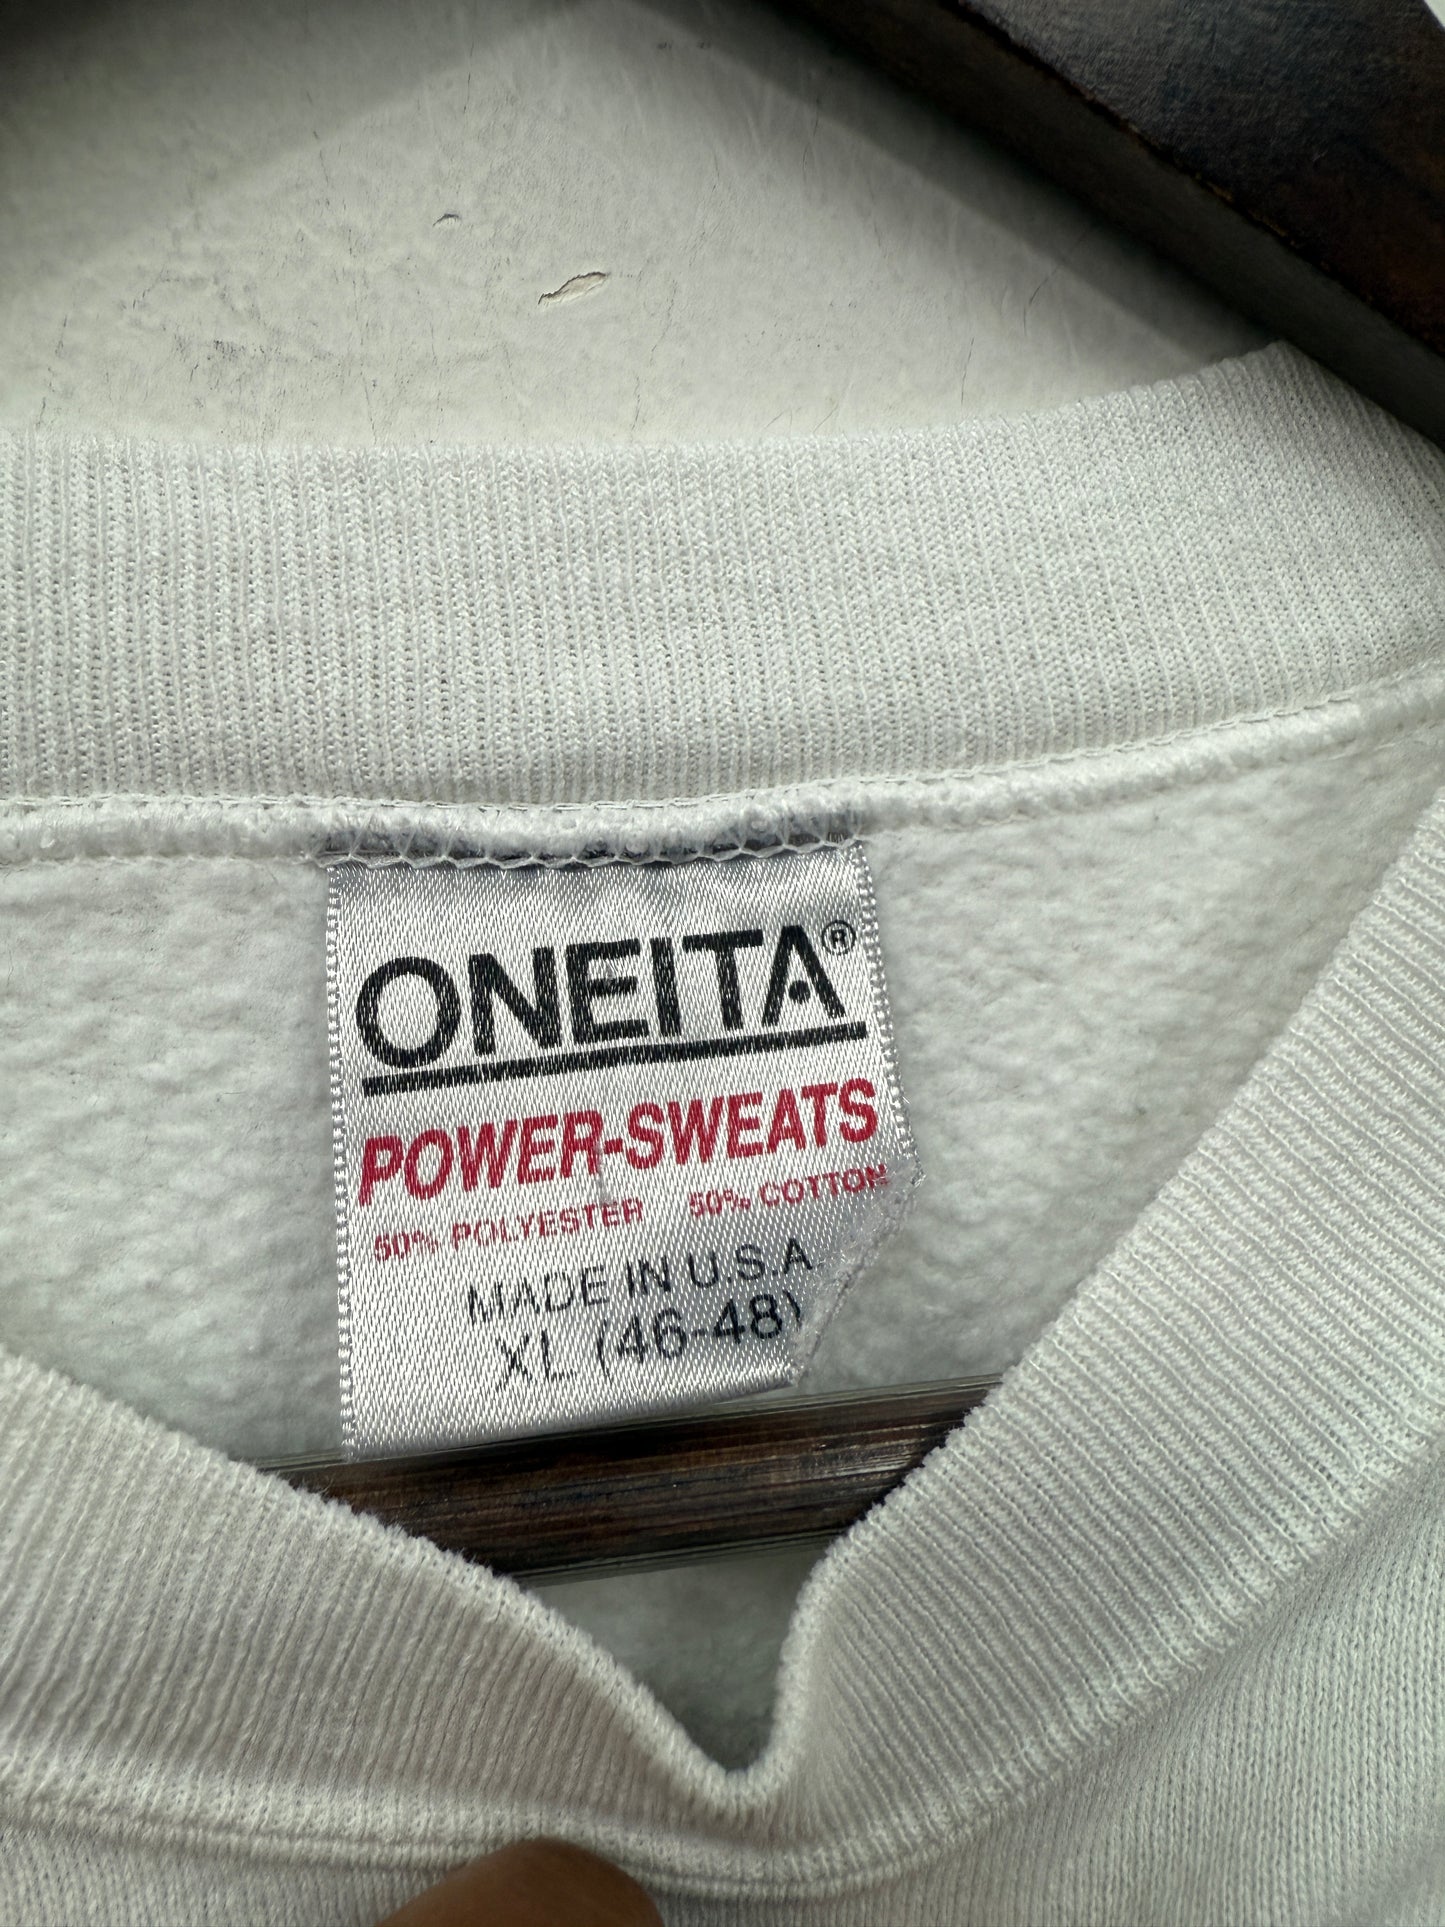 ONEITA®
POWER-SWEATS
50% POLYESTER 50% COTTON
MADE IN U.S.A
XL (46-48)